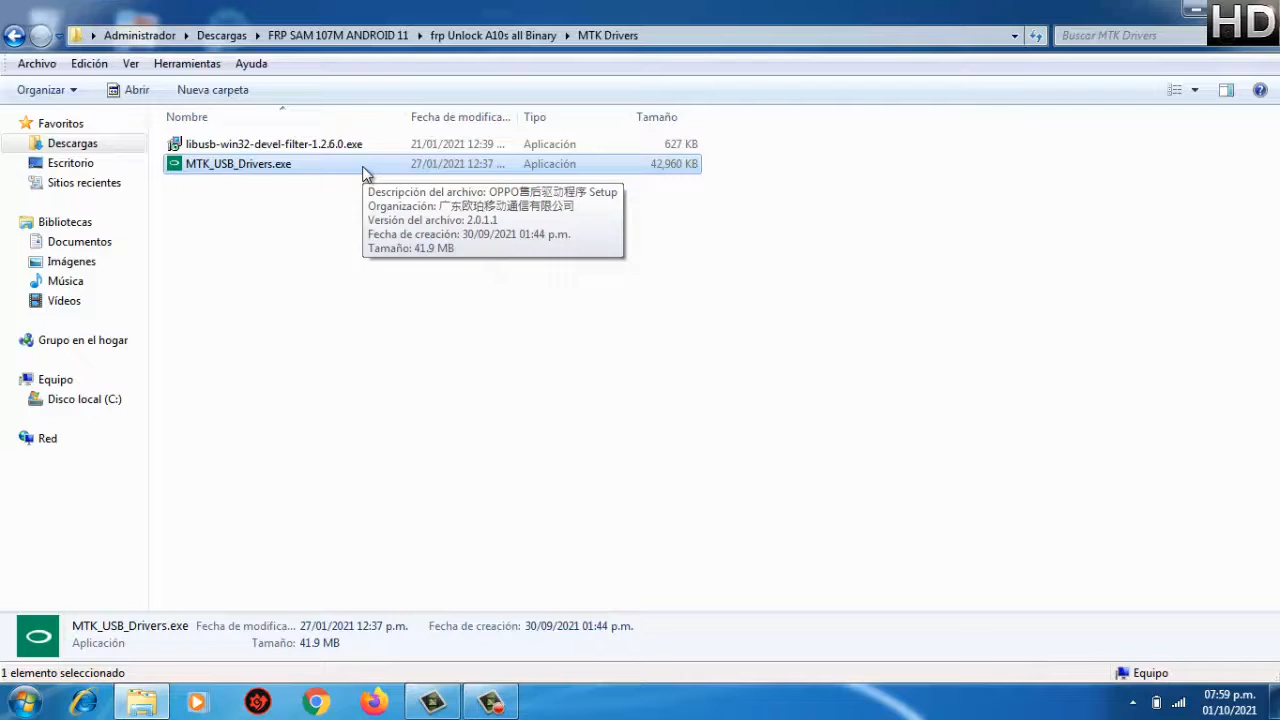 HD
Administrador ▸ Descargas ▸ FRP SAM 107M ANDROID 11 ▸ frp Unlock A10s all Binary ▸ MTK Drivers
Buscar MTK Drivers
Archivo Edición Ver Herramientas Ayuda
Organizar Abrir Nueva carpeta
Nombre Fecha de modifica... Tipo Tamaño
libusb-win32-devel-filter-1.2.6.0.exe 21/01/2021 12:39 ... Aplicación 627 KB
MTK_USB_Drivers.exe 27/01/2021 12:37 ... Aplicación 42,960 KB
Descripción del archivo: OPPO售后驱动程序 Setup
Organización: 广东欧珀移动通信有限公司
Versión del archivo: 2.0.1.1
Fecha de creación: 30/09/2021 01:44 p.m.
Tamaño: 41.9 MB
Favoritos
Descargas
Escritorio
Sitios recientes
Bibliotecas
Documentos
Imágenes
Música
Vídeos
Grupo en el hogar
Equipo
Disco local (C:)
Red
MTK_USB_Drivers.exe Fecha de modifica... 27/01/2021 12:37 p.m. Fecha de creación: 30/09/2021 01:44 p.m.
Aplicación Tamaño: 41.9 MB
1 elemento seleccionado
Equipo
07:59 p.m.
01/10/2021